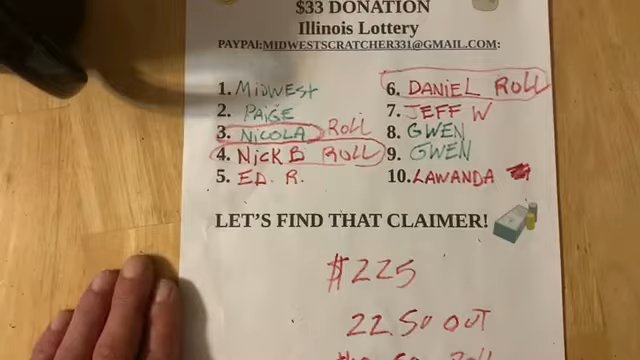 $33 DONATION
Illinois Lottery
PAYPAL:MIDWESTSCRATCHER331@GMAIL.COM:
1. MIDWEST
2. PAIGE
3. NICOLA ROLL
4. NICK B ROLL
5. ED. R.
6. DANIEL ROLL
7. JEFF W
8. GWEN
9. GWEN
10. LAWANDA
LET'S FIND THAT CLAIMER!
$225
22.50 OUT